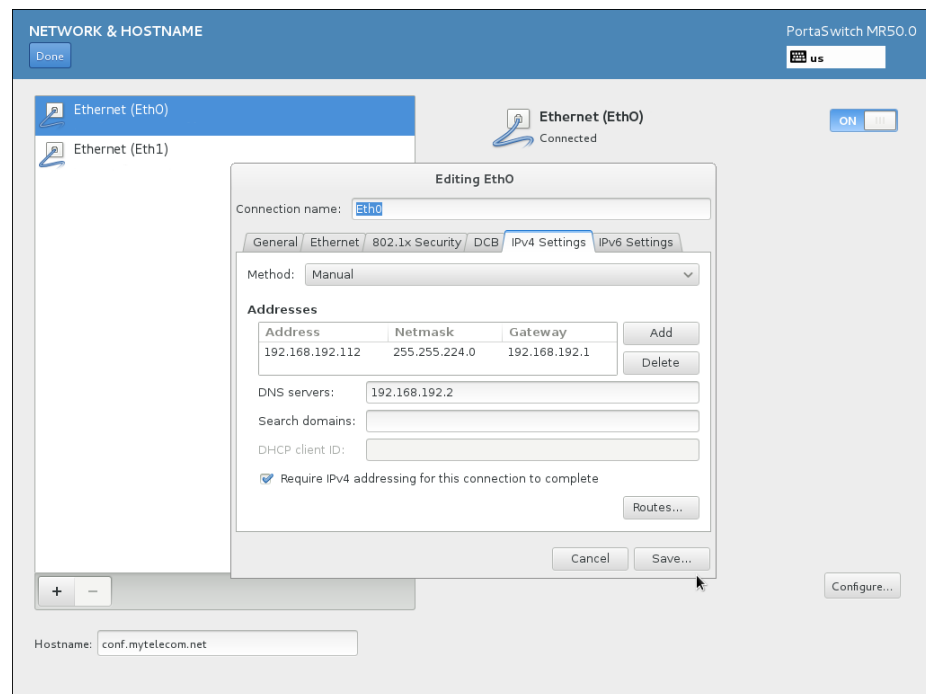 NETWORK & HOSTNAME
PortaSwitch MR50.0
Done
us
Ethernet (Eth0)
Ethernet (Eth1)
Ethernet (Eth0)
Connected
ON
Editing Eth0
Connection name: Eth0
General Ethernet 802.1x Security DCB IPv4 Settings IPv6 Settings
Method: Manual
Addresses
Address Netmask Gateway
192.168.192.112 255.255.224.0 192.168.192.1
Add
Delete
DNS servers: 192.168.192.2
Search domains:
DHCP client ID:
Require IPv4 addressing for this connection to complete
Routes...
Cancel Save...
+ −
Configure...
Hostname: conf.mytelecom.net